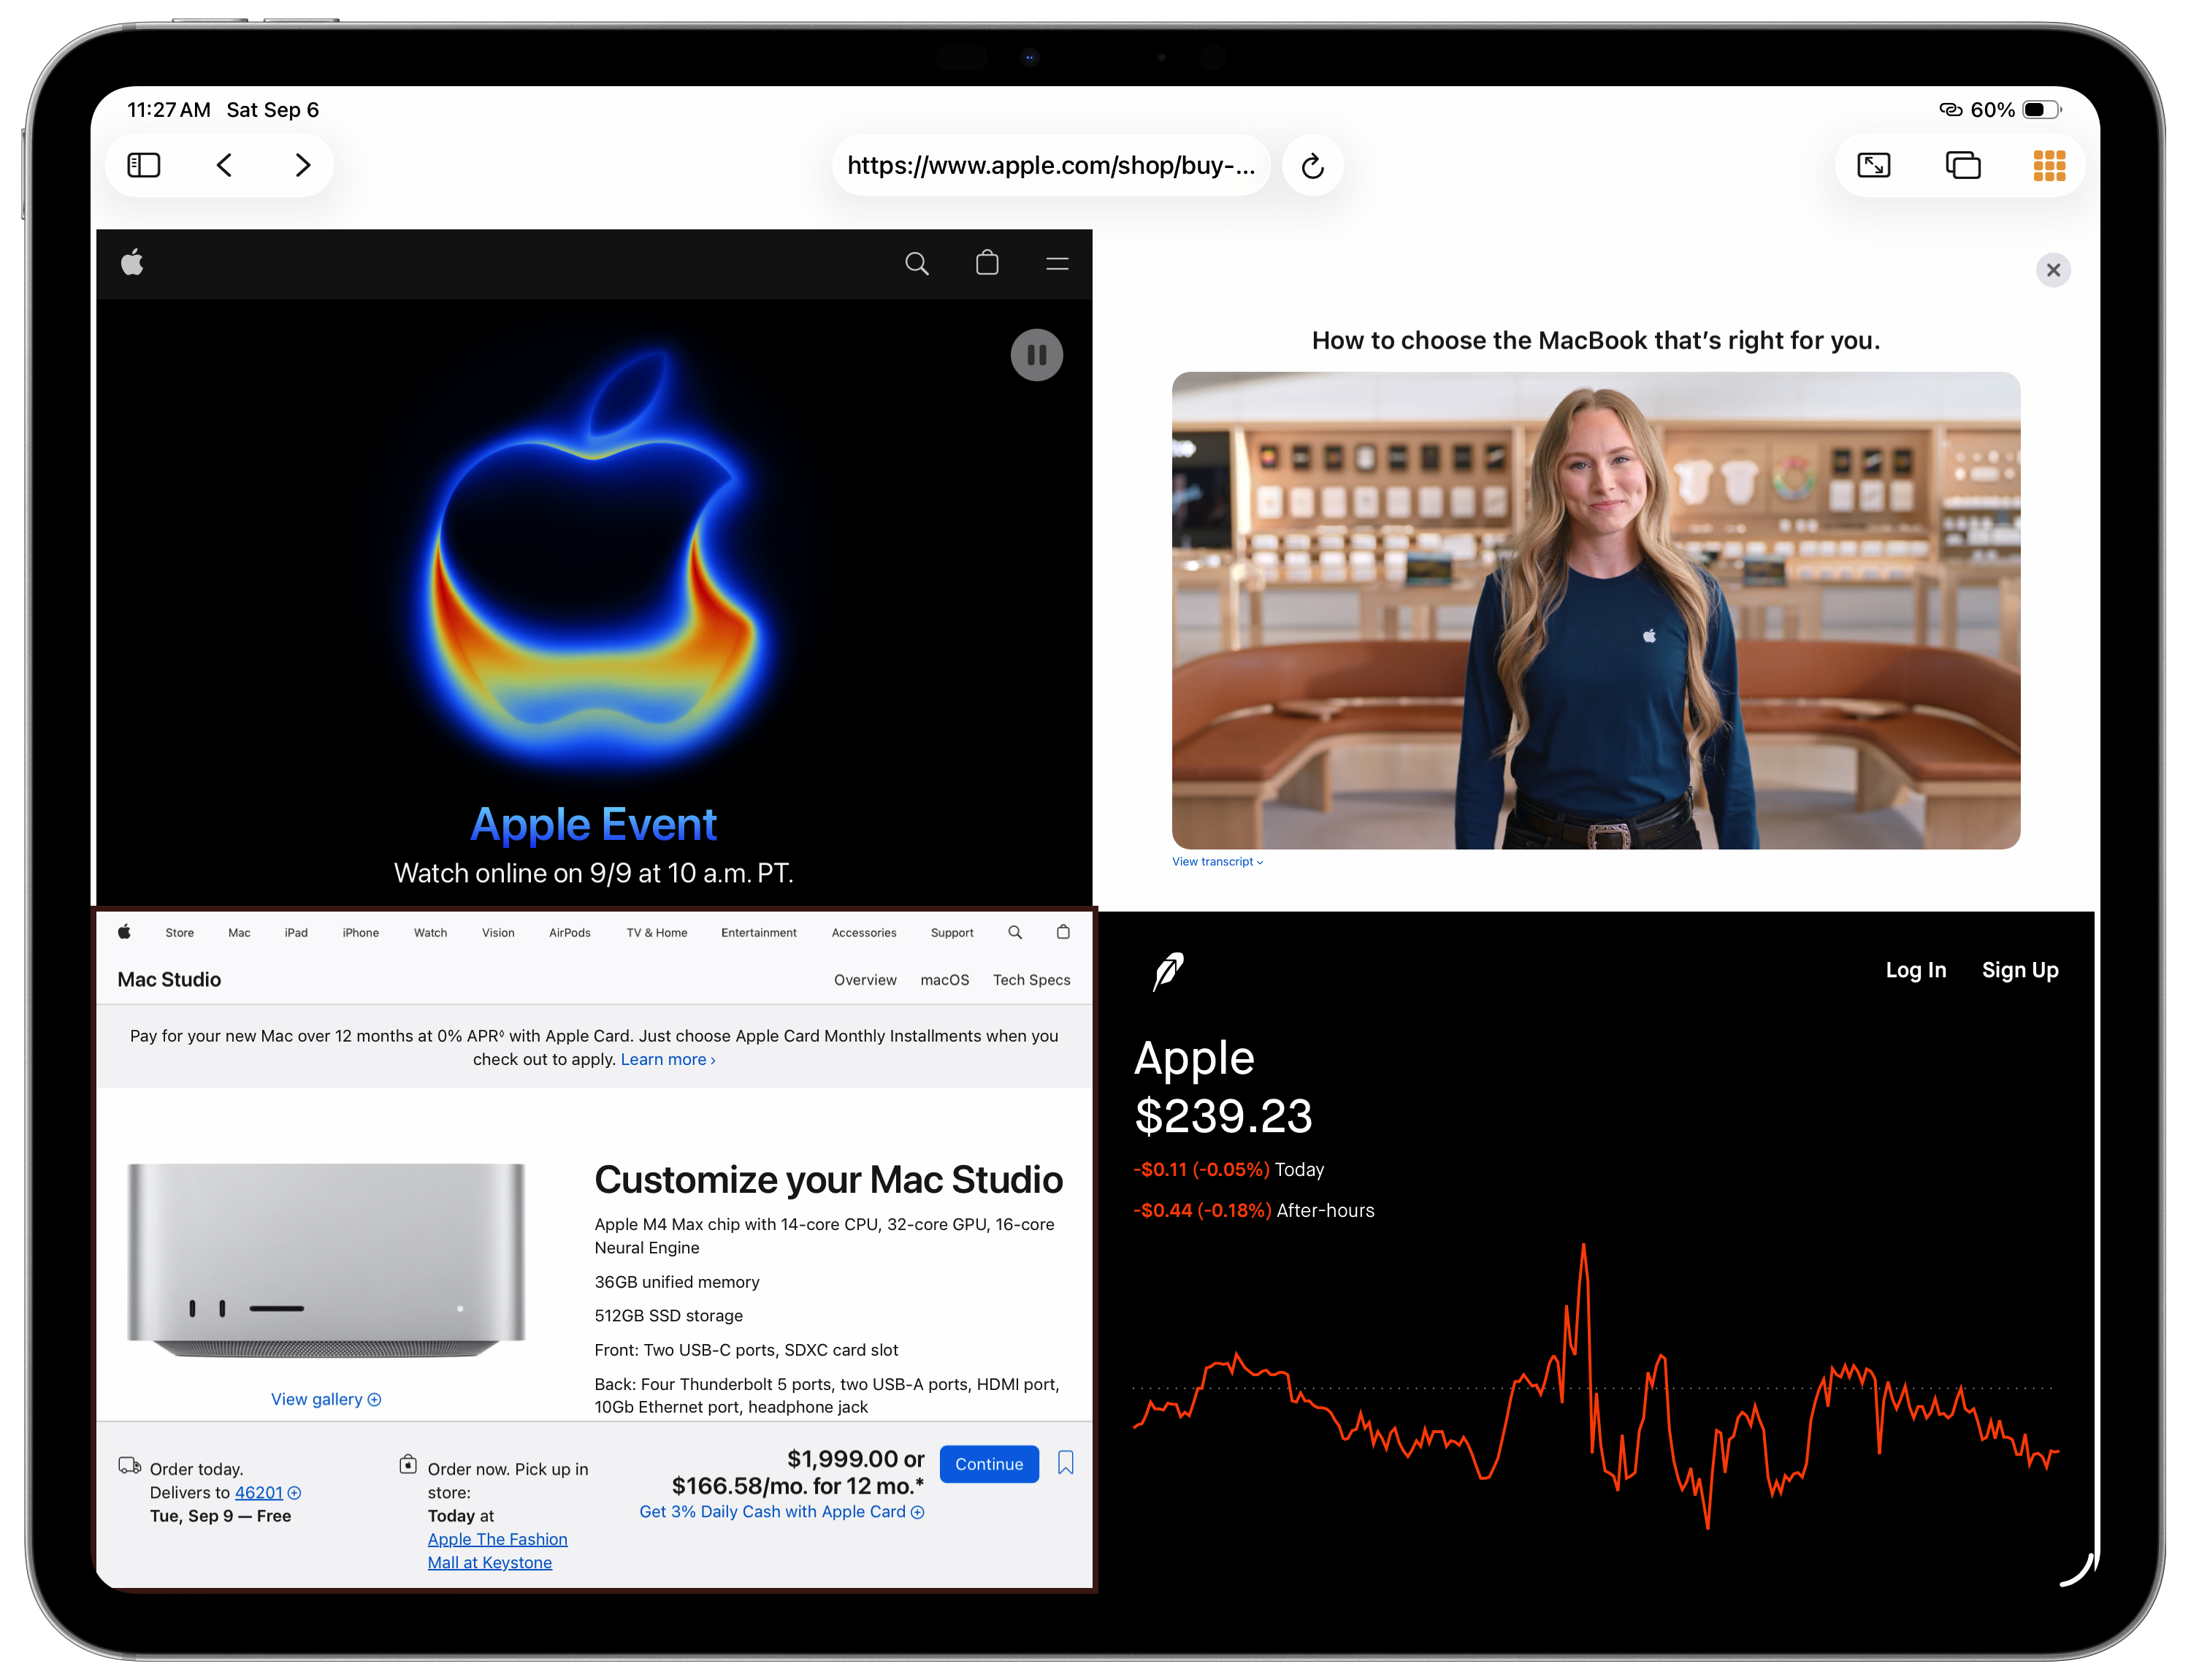 11:27 AM Sat Sep 6
60%
https://www.apple.com/shop/buy-...
Apple Event
Watch online on 9/9 at 10 a.m. PT.
How to choose the MacBook that's right for you.
View transcript
Store Mac iPad iPhone Watch Vision AirPods TV & Home Entertainment Accessories Support
Mac Studio
Overview macOS Tech Specs
Pay for your new Mac over 12 months at 0% APR◊ with Apple Card. Just choose Apple Card Monthly Installments when you
check out to apply. Learn more ›
View gallery
Customize your Mac Studio
Apple M4 Max chip with 14-core CPU, 32-core GPU, 16-core
Neural Engine
36GB unified memory
512GB SSD storage
Front: Two USB-C ports, SDXC card slot
Back: Four Thunderbolt 5 ports, two USB-A ports, HDMI port,
10Gb Ethernet port, headphone jack
Order today.
Delivers to 46201
Tue, Sep 9 — Free
Order now. Pick up in
store:
Today at
Apple The Fashion
Mall at Keystone
$1,999.00 or
$166.58/mo. for 12 mo.*
Get 3% Daily Cash with Apple Card
Continue
Log In Sign Up
Apple
$239.23
-$0.11 (-0.05%) Today
-$0.44 (-0.18%) After-hours